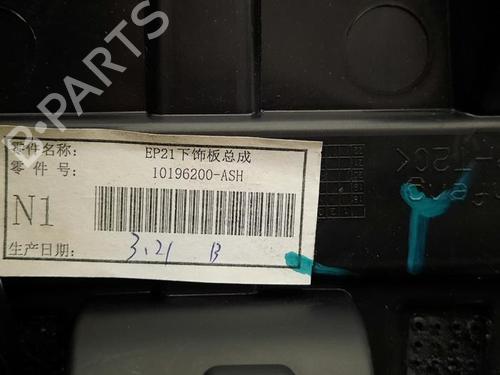 零件名称: EP21下饰板总成
零 件 号: 10196200-ASH
N1
生产日期: 3.21 B
B-PARTS